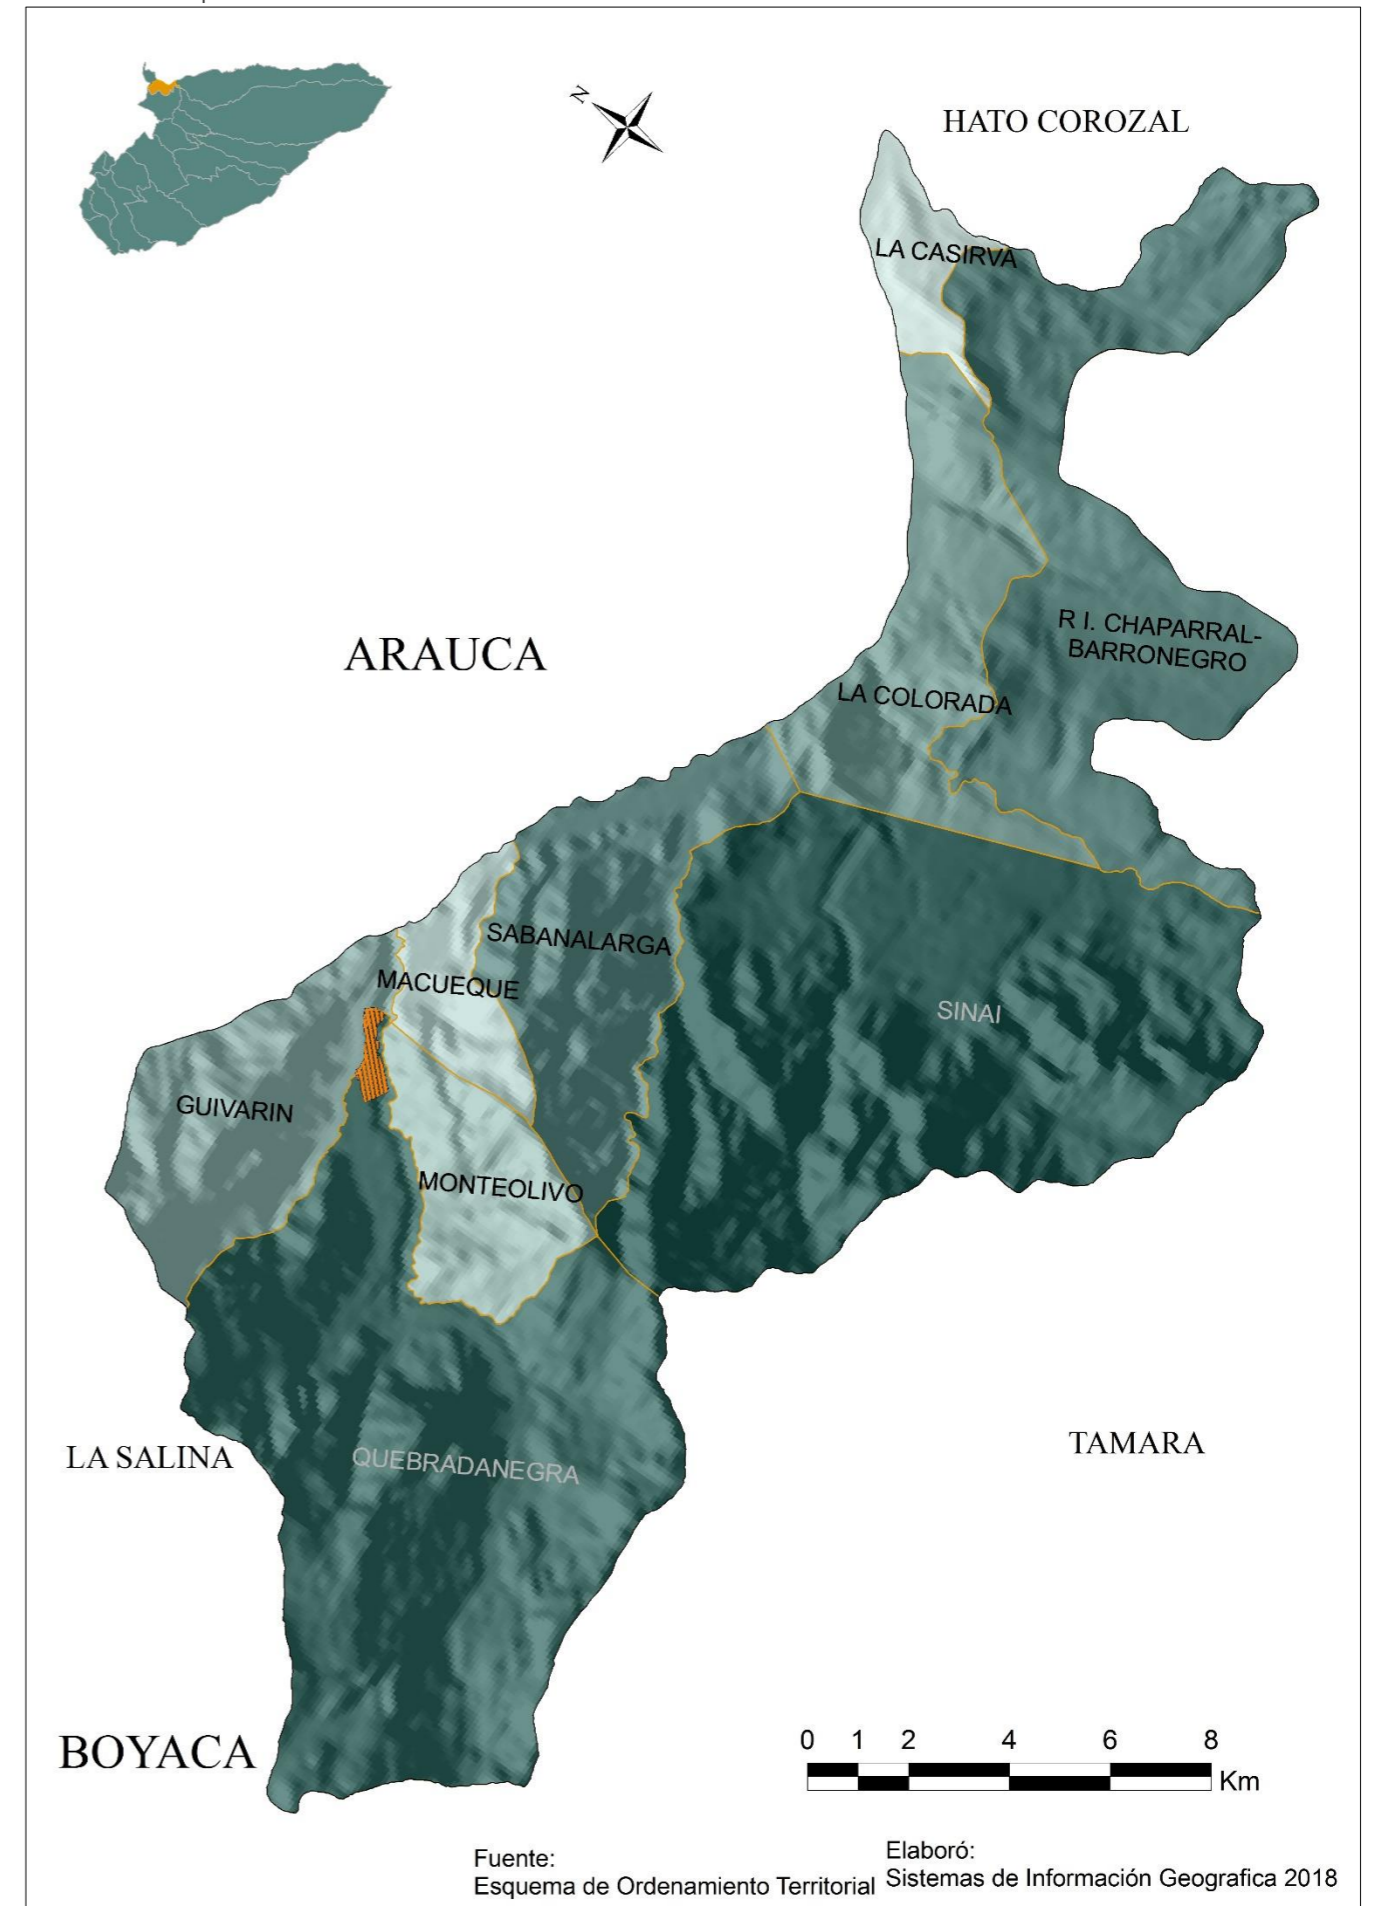 N
HATO COROZAL
LA CASIRVA
R I. CHAPARRAL-
BARRONEGRO
ARAUCA
LA COLORADA
SABANALARGA
MACUEQUE
SINAI
GUIVARIN
MONTEOLIVO
TAMARA
LA SALINA
QUEBRADANEGRA
BOYACA
0 1 2 4 6 8
Km
Fuente:
Esquema de Ordenamiento Territorial
Elaboró:
Sistemas de Información Geografica 2018